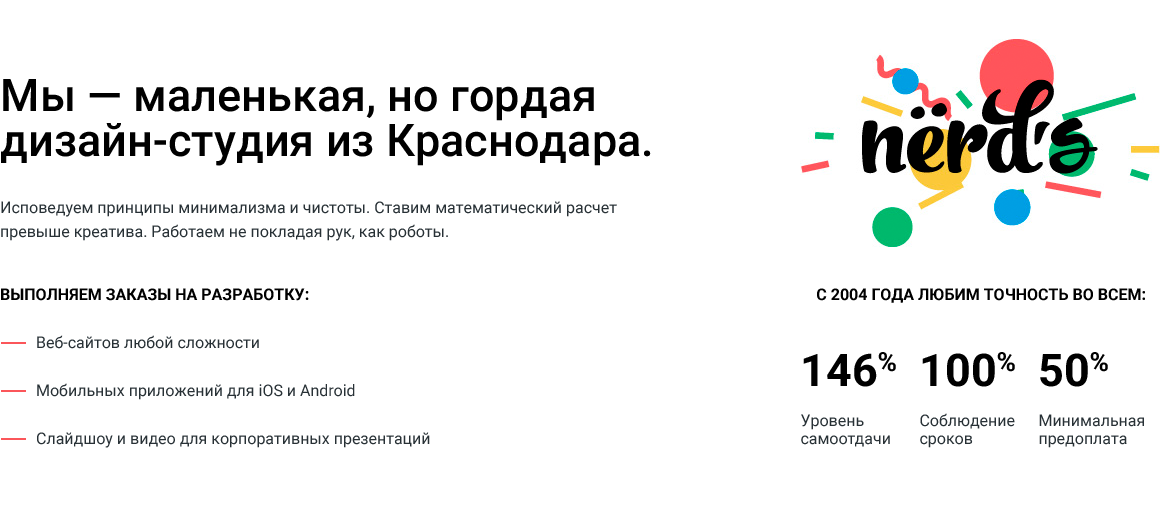 Мы — маленькая, но гордая
дизайн-студия из Краснодара.
Исповедуем принципы минимализма и чистоты. Ставим математический расчет
превыше креатива. Работаем не покладая рук, как роботы.
ВЫПОЛНЯЕМ ЗАКАЗЫ НА РАЗРАБОТКУ:
Веб-сайтов любой сложности
Мобильных приложений для iOS и Android
Слайдшоу и видео для корпоративных презентаций
nёrd's
С 2004 ГОДА ЛЮБИМ ТОЧНОСТЬ ВО ВСЕМ:
146% 100% 50%
Уровень Соблюдение Минимальная
самоотдачи сроков предоплата